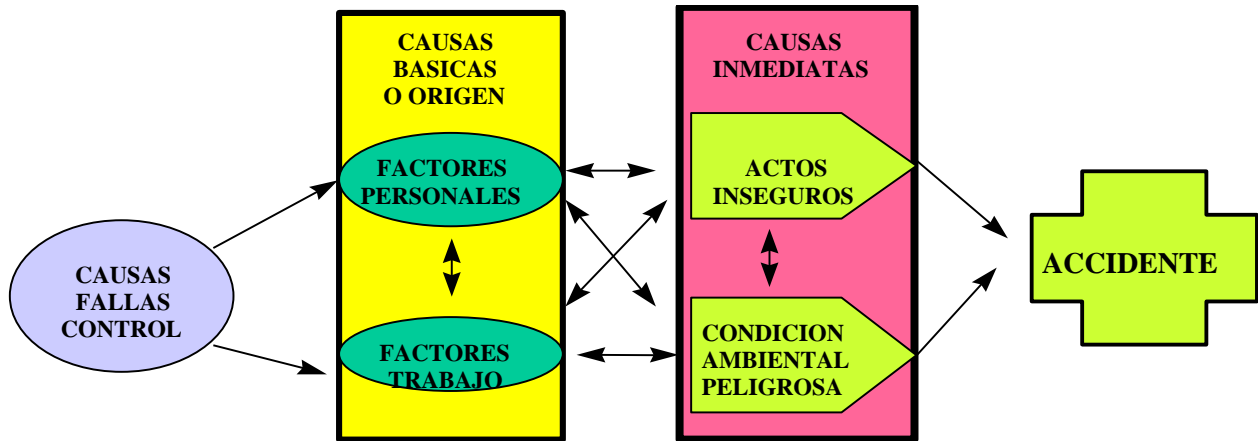 CAUSAS
FALLAS
CONTROL
CAUSAS
BASICAS
O ORIGEN
FACTORES
PERSONALES
FACTORES
TRABAJO
CAUSAS
INMEDIATAS
ACTOS
INSEGUROS
CONDICION
AMBIENTAL
PELIGROSA
ACCIDENTE